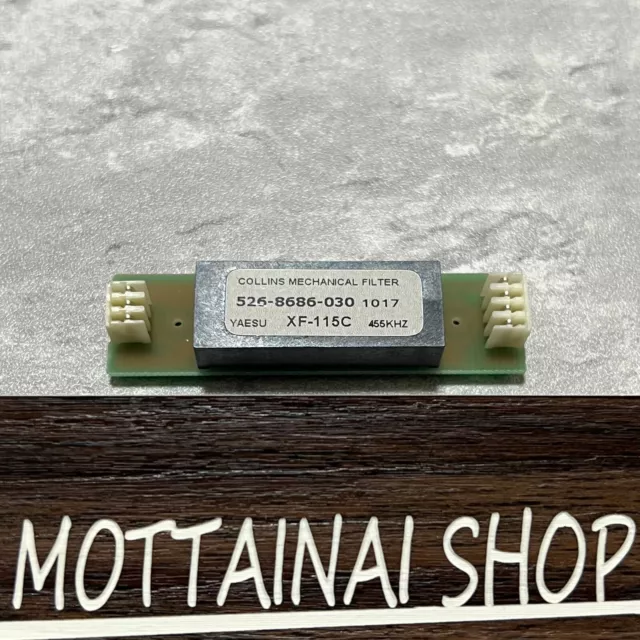 COLLINS MECHANICAL FILTER
526-8686-030 1017
YAESU XF-115C 455KHZ
MOTTAINAI SHOP